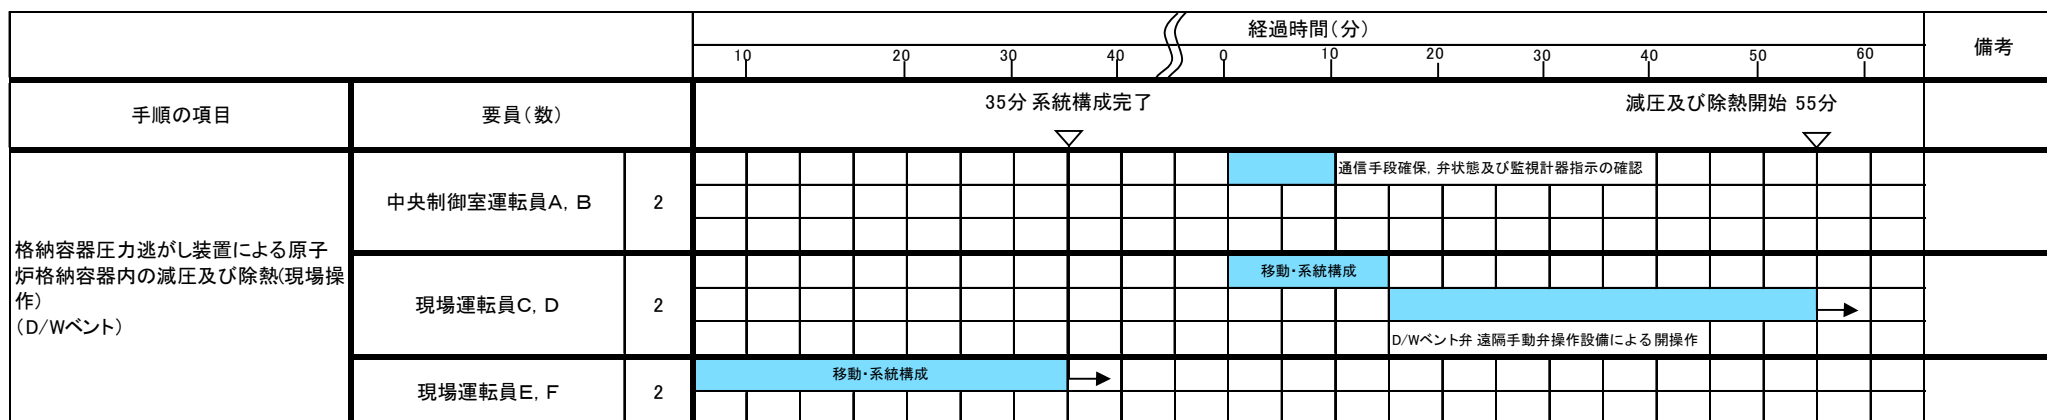 経過時間(分)
備考
10 20 30 40 0 10 20 30 40 50 60
手順の項目
要員(数)
35分 系統構成完了
減圧及び除熱開始 55分
格納容器圧力逃がし装置による原子
炉格納容器内の減圧及び除熱(現場操
作)
(D/Wベント)
中央制御室運転員A, B
2
通信手段確保, 弁状態及び監視計器指示の確認
現場運転員C, D
2
移動・系統構成
D/Wベント弁 遠隔手動弁操作設備による開操作
現場運転員E, F
2
移動・系統構成